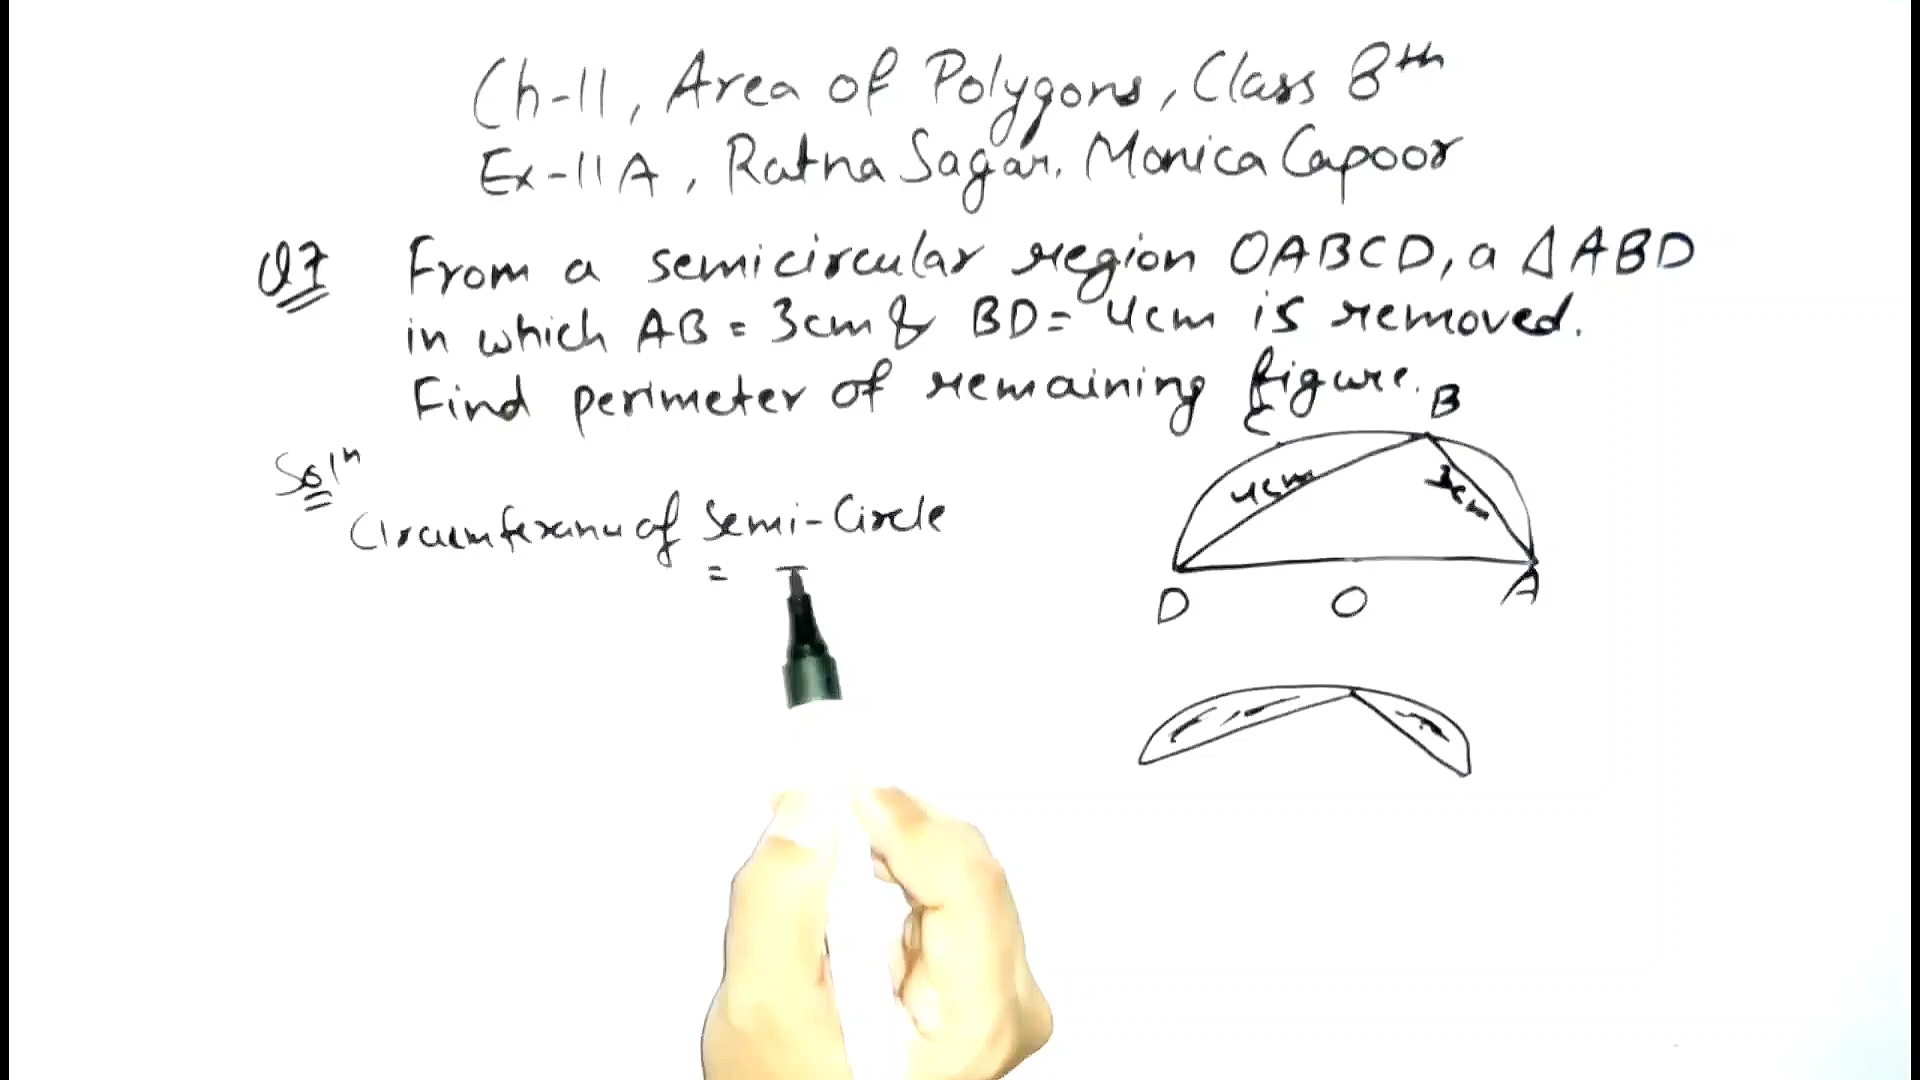 Ch-11, Area of Polygons, Class 8th
Ex-11A, Ratna Sagar, Monica Capoor
Q7 From a semicircular region OABCD, a △ABD
in which AB = 3cm & BD = 4cm is removed.
Find perimeter of remaining figure.
C B
4cm 3cm
D O A
Soln
Circumference of Semi-Circle
=